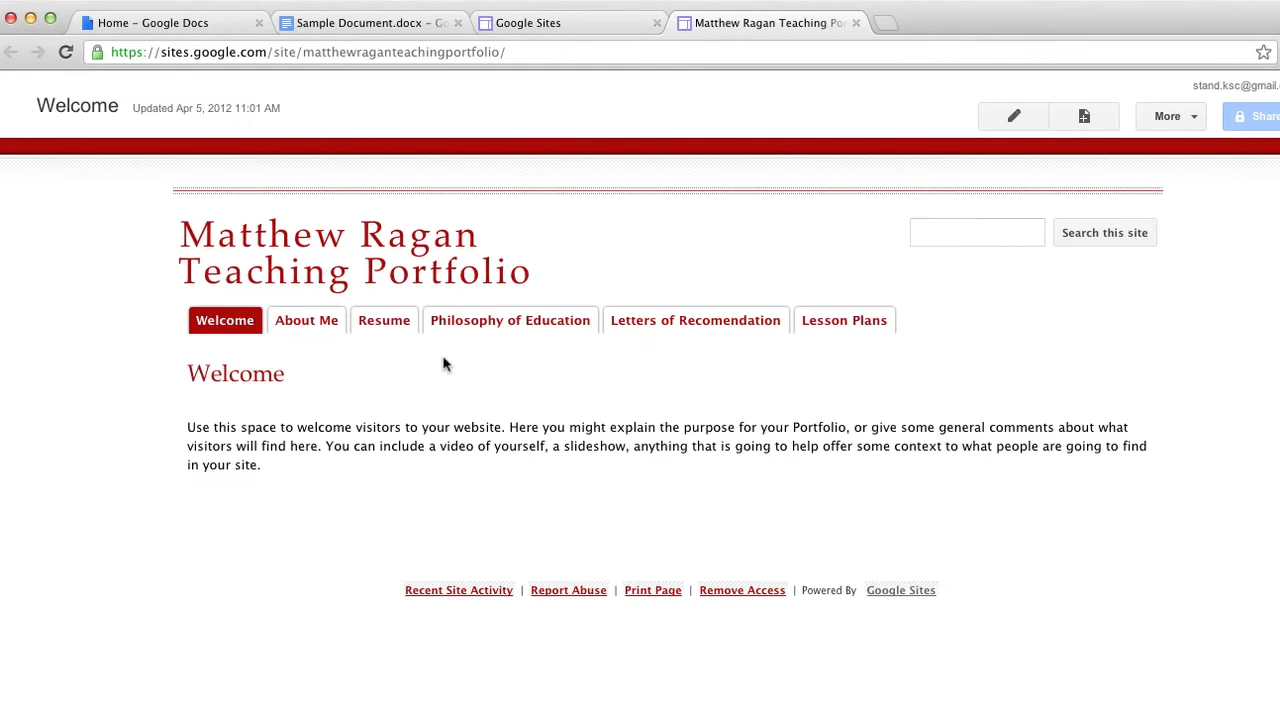 Home – Google Docs
Sample Document.docx – G
Google Sites
Matthew Ragan Teaching Po
https://sites.google.com/site/matthewraganteachingportfolio/
stand.ksc@gmail.
Welcome Updated Apr 5, 2012 11:01 AM
More
Share
Matthew Ragan
Teaching Portfolio
Search this site
Welcome
About Me
Resume
Philosophy of Education
Letters of Recomendation
Lesson Plans
Welcome
Use this space to welcome visitors to your website. Here you might explain the purpose for your Portfolio, or give some general comments about what
visitors will find here. You can include a video of yourself, a slideshow, anything that is going to help offer some context to what people are going to find
in your site.
Recent Site Activity | Report Abuse | Print Page | Remove Access | Powered By Google Sites